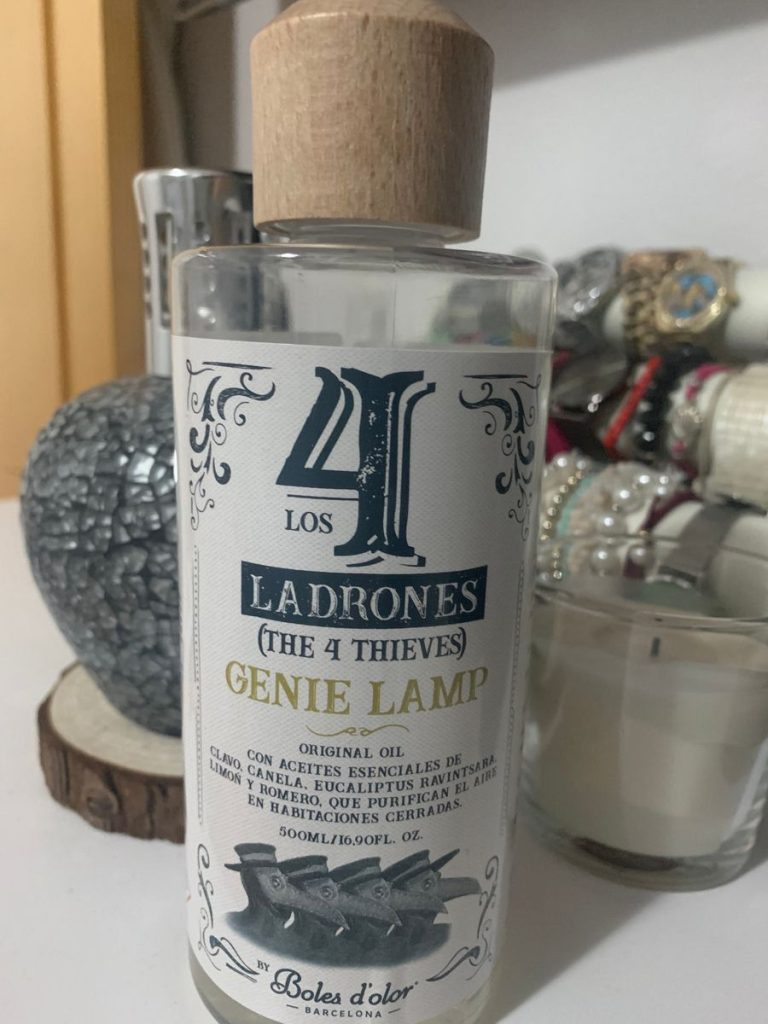 4
LOS
LADRONES
(THE 4 THIEVES)
GENIE LAMP
ORIGINAL OIL
CON ACEITES ESENCIALES DE
CLAVO, CANELA, EUCALIPTUS RAVINTSARA,
LIMÓN Y ROMERO, QUE PURIFICAN EL AIRE
EN HABITACIONES CERRADAS.
500ML/16,90FL. OZ.
BY Boles d'olor®
BARCELONA